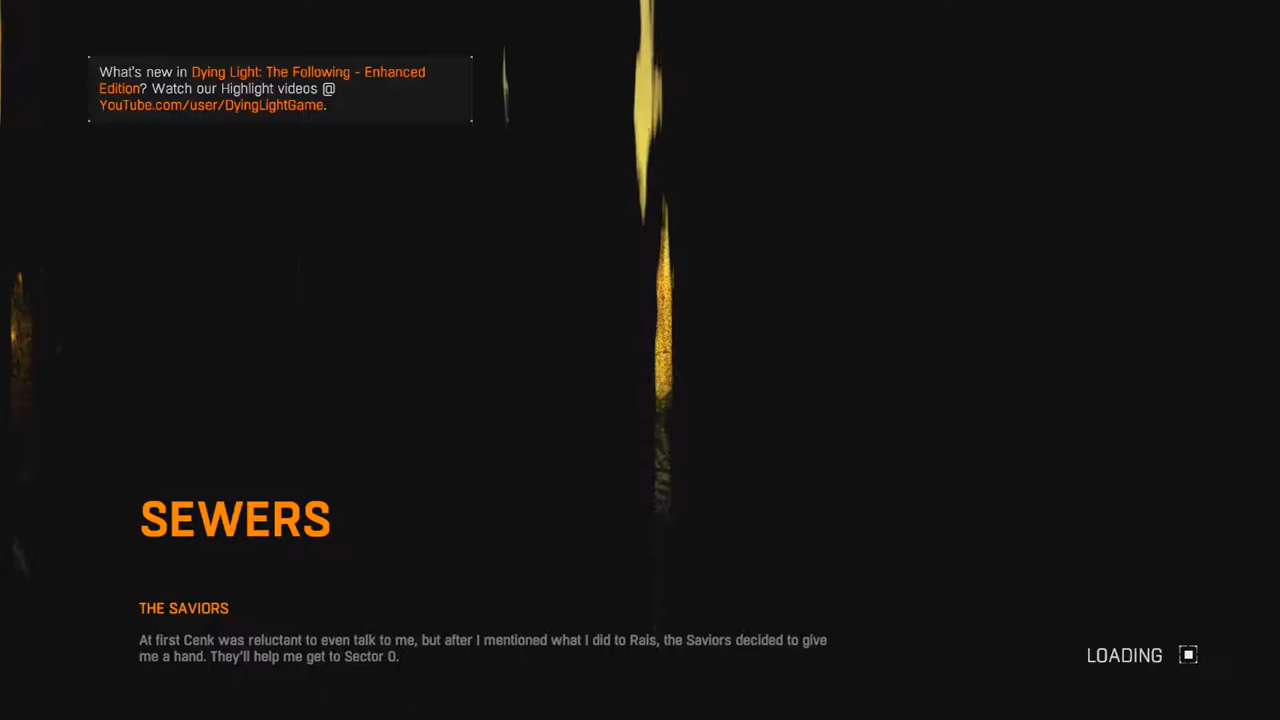 What's new in Dying Light: The Following - Enhanced
Edition? Watch our Highlight videos @
YouTube.com/user/DyingLightGame.
SEWERS
THE SAVIORS
At first Cenk was reluctant to even talk to me, but after I mentioned what I did to Rais, the Saviors decided to give
me a hand. They'll help me get to Sector 0.
LOADING